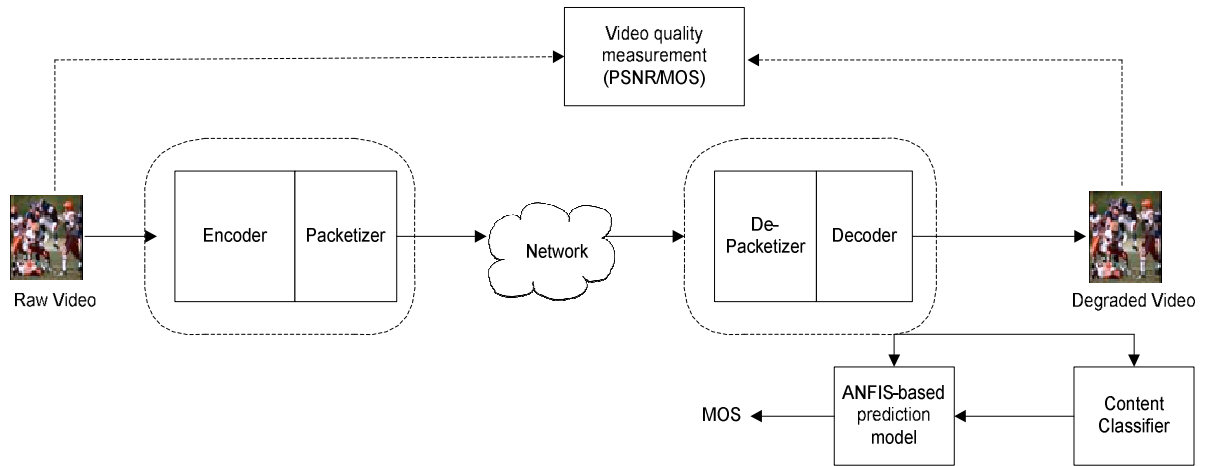 Video quality
measurement
(PSNR/MOS)
Encoder
Packetizer
Network
De-
Packetizer
Decoder
Raw Video
Degraded Video
ANFIS-based
prediction
model
Content
Classifier
MOS